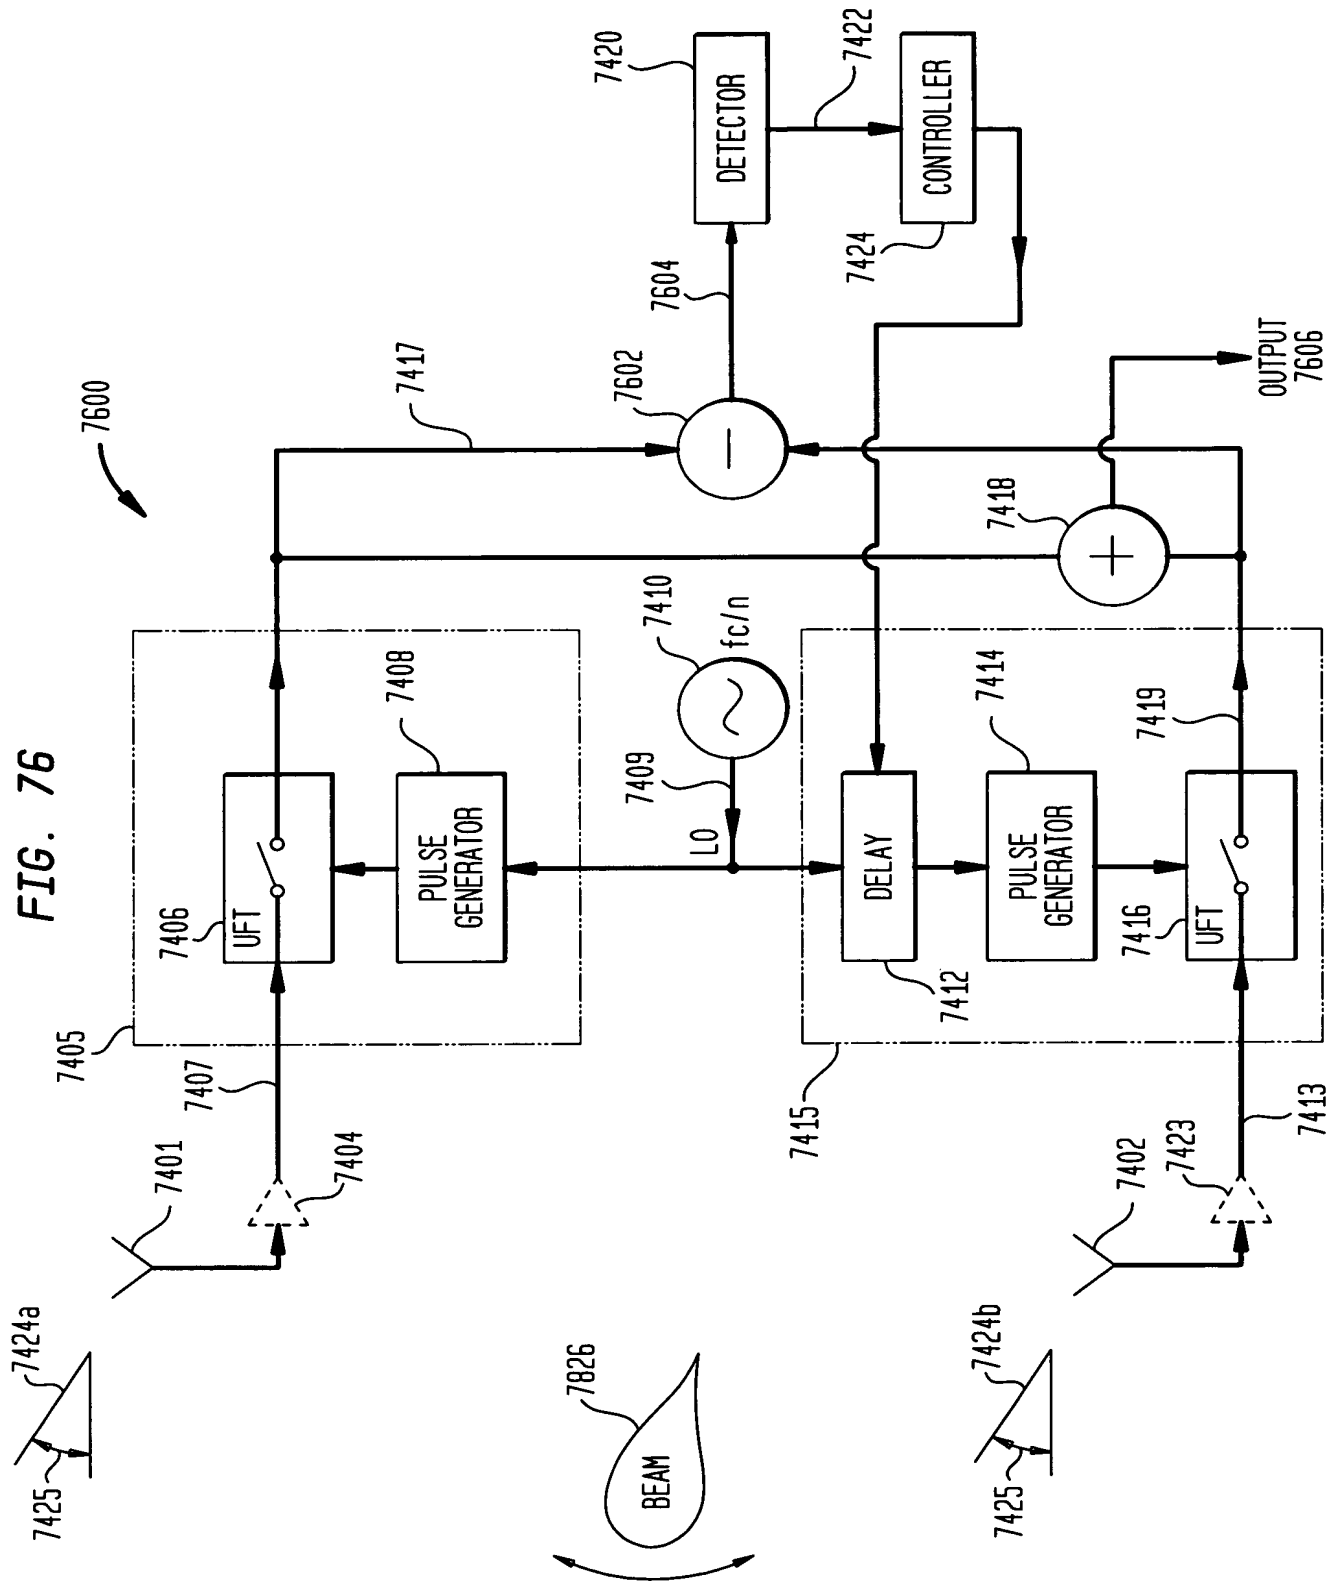 FIG. 76
7600
7424a
7425
7401
7404
7407
7405
7406
UFT
PULSE
GENERATOR
7408
7417
7410
fc/n
7409
LO
7602
−
7604
7420
DETECTOR
7422
CONTROLLER
7424
7826
BEAM
7415
DELAY
7412
PULSE
GENERATOR
7414
7416
UFT
7419
7418
+
OUTPUT
7606
7424b
7425
7402
7423
7413